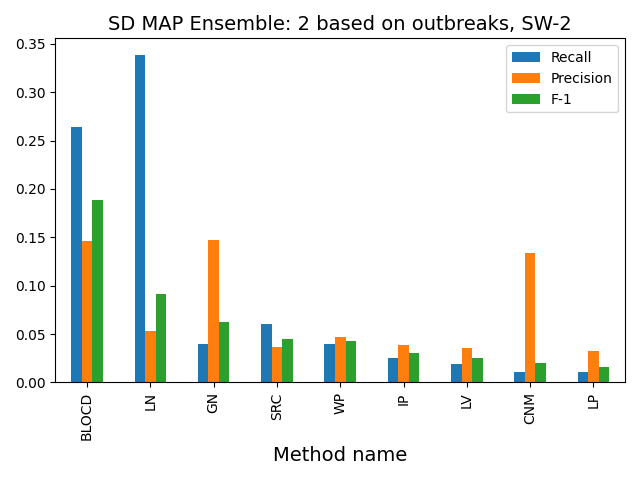 SD MAP Ensemble: 2 based on outbreaks, SW-2
0.35
0.30
0.25
0.20
0.15
0.10
0.05
0.00
Recall
Precision
F-1
BLOCD
LN
GN
SRC
WP
IP
LV
CNM
LP
Method name